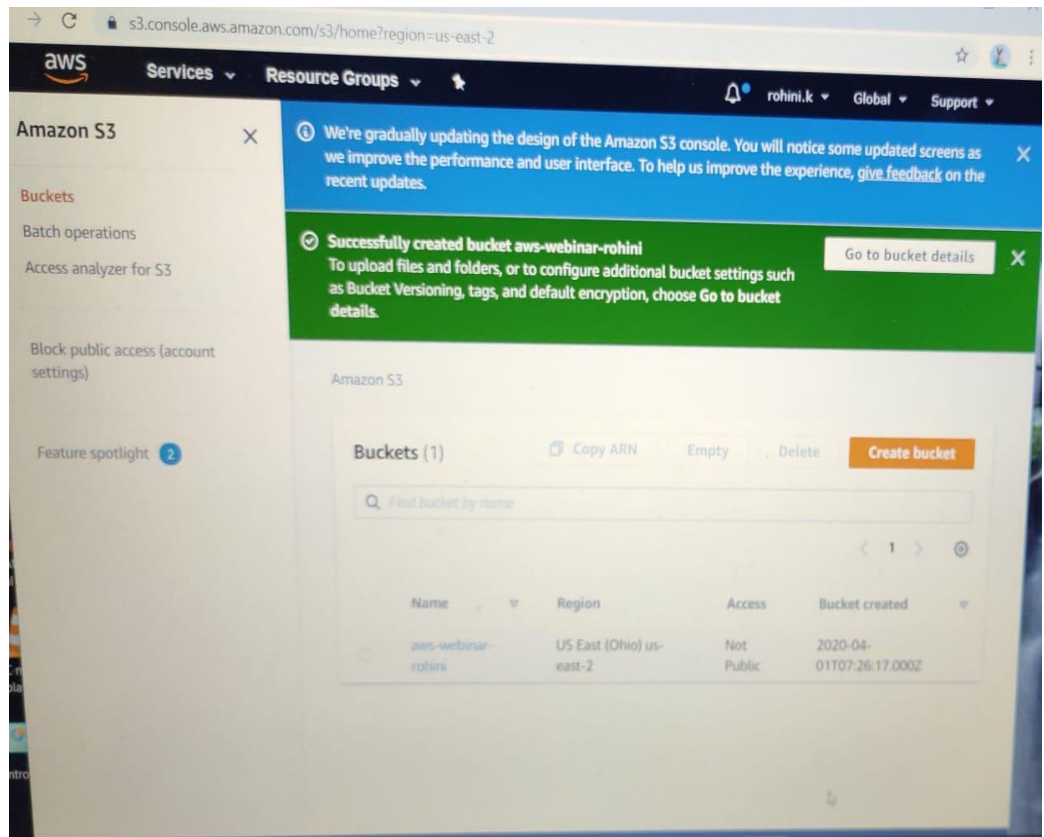 s3.console.aws.amazon.com/s3/home?region=us-east-2
aws
Services
Resource Groups
rohini.k
Global
Support
Amazon S3
Buckets
Batch operations
Access analyzer for S3
Block public access (account
settings)
Feature spotlight 2
We're gradually updating the design of the Amazon S3 console. You will notice some updated screens as
we improve the performance and user interface. To help us improve the experience, give feedback on the
recent updates.
Successfully created bucket aws-webinar-rohini
To upload files and folders, or to configure additional bucket settings such
as Bucket Versioning, tags, and default encryption, choose Go to bucket
details.
Go to bucket details
Amazon S3
Buckets (1)
Copy ARN
Empty
Delete
Create bucket
Find bucket by name
< 1 >
Name
Region
Access
Bucket created
aws-webinar-
rohini
US East (Ohio) us-
east-2
Not
Public
2020-04-
01T07:26:17.000Z